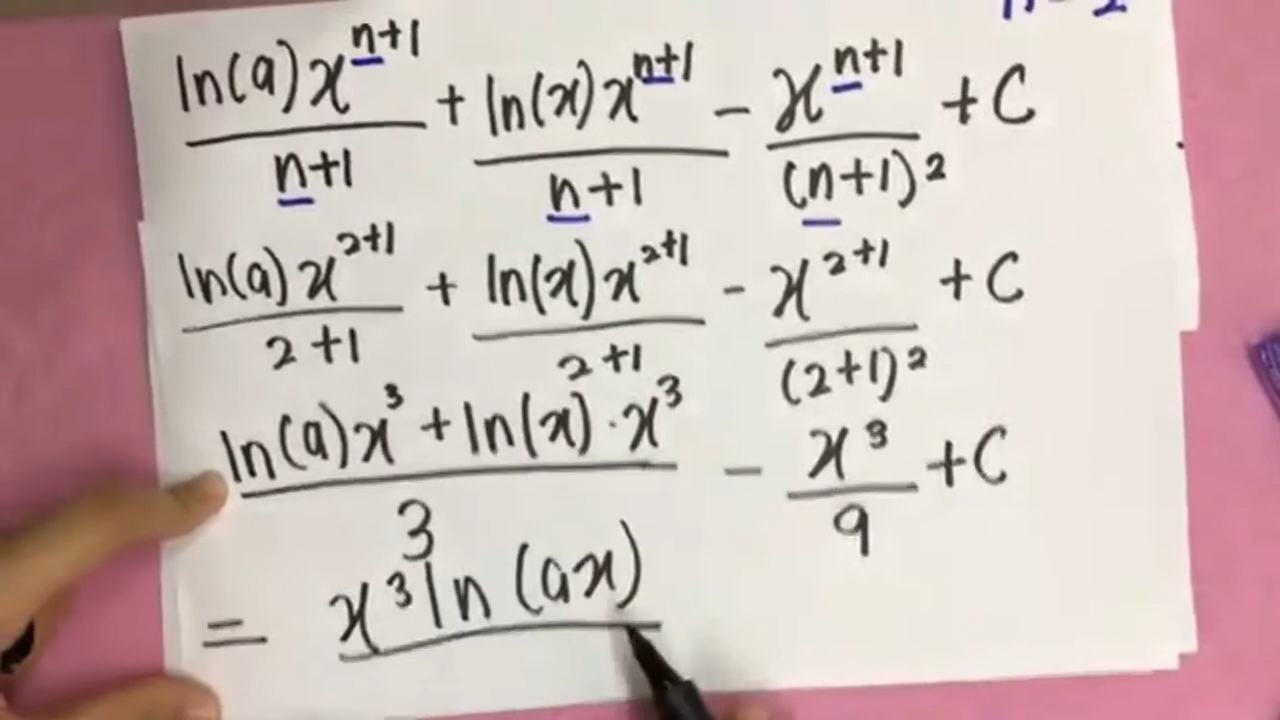 ln(a)x^(n+1)/(n+1) + ln(x)x^(n+1)/(n+1) - x^(n+1)/(n+1)² + C
ln(a)x^(2+1)/(2+1) + ln(x)x^(2+1)/(2+1) - x^(2+1)/(2+1)² + C
(ln(a)x³ + ln(x)·x³)/3 - x³/9 + C
= x³ln(ax)